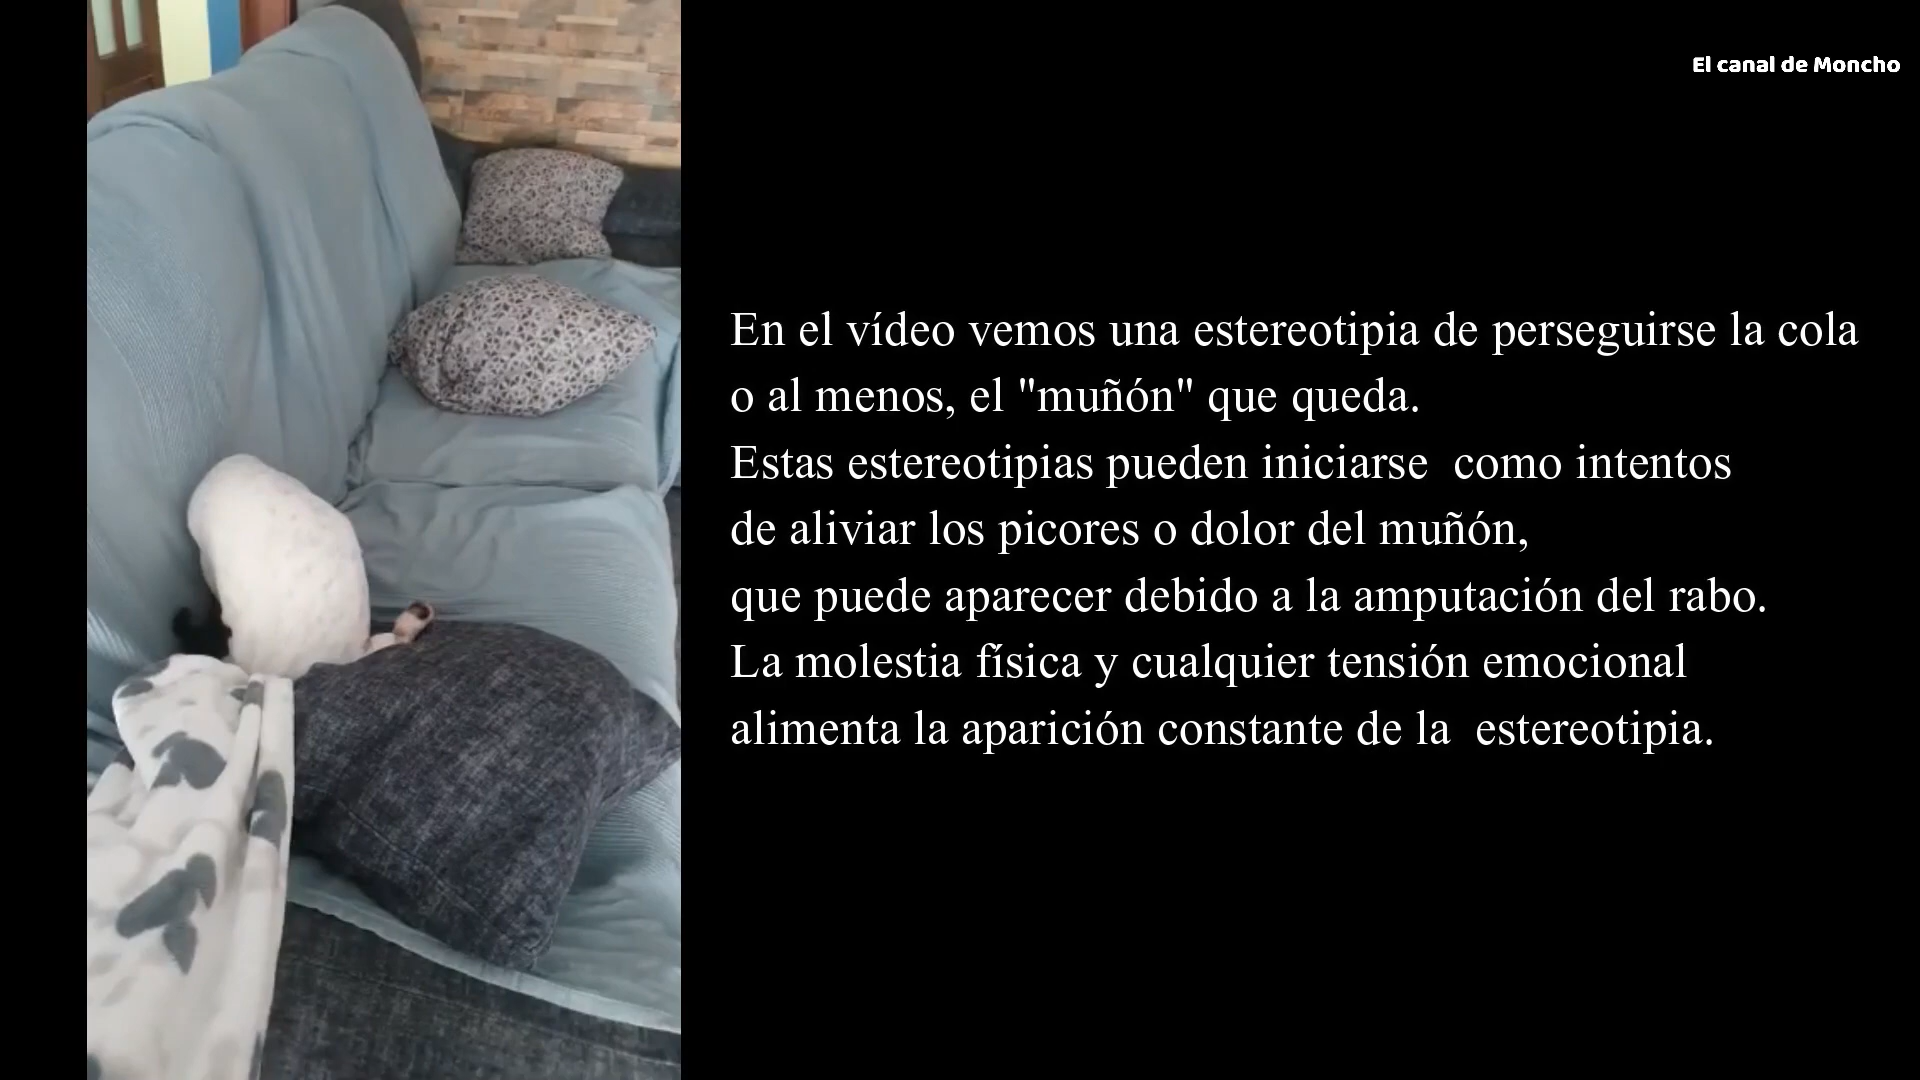 El canal de Moncho
En el vídeo vemos una estereotipia de perseguirse la cola
o al menos, el "muñón" que queda.
Estas estereotipias pueden iniciarse  como intentos
de aliviar los picores o dolor del muñón,
que puede aparecer debido a la amputación del rabo.
La molestia física y cualquier tensión emocional
alimenta la aparición constante de la  estereotipia.